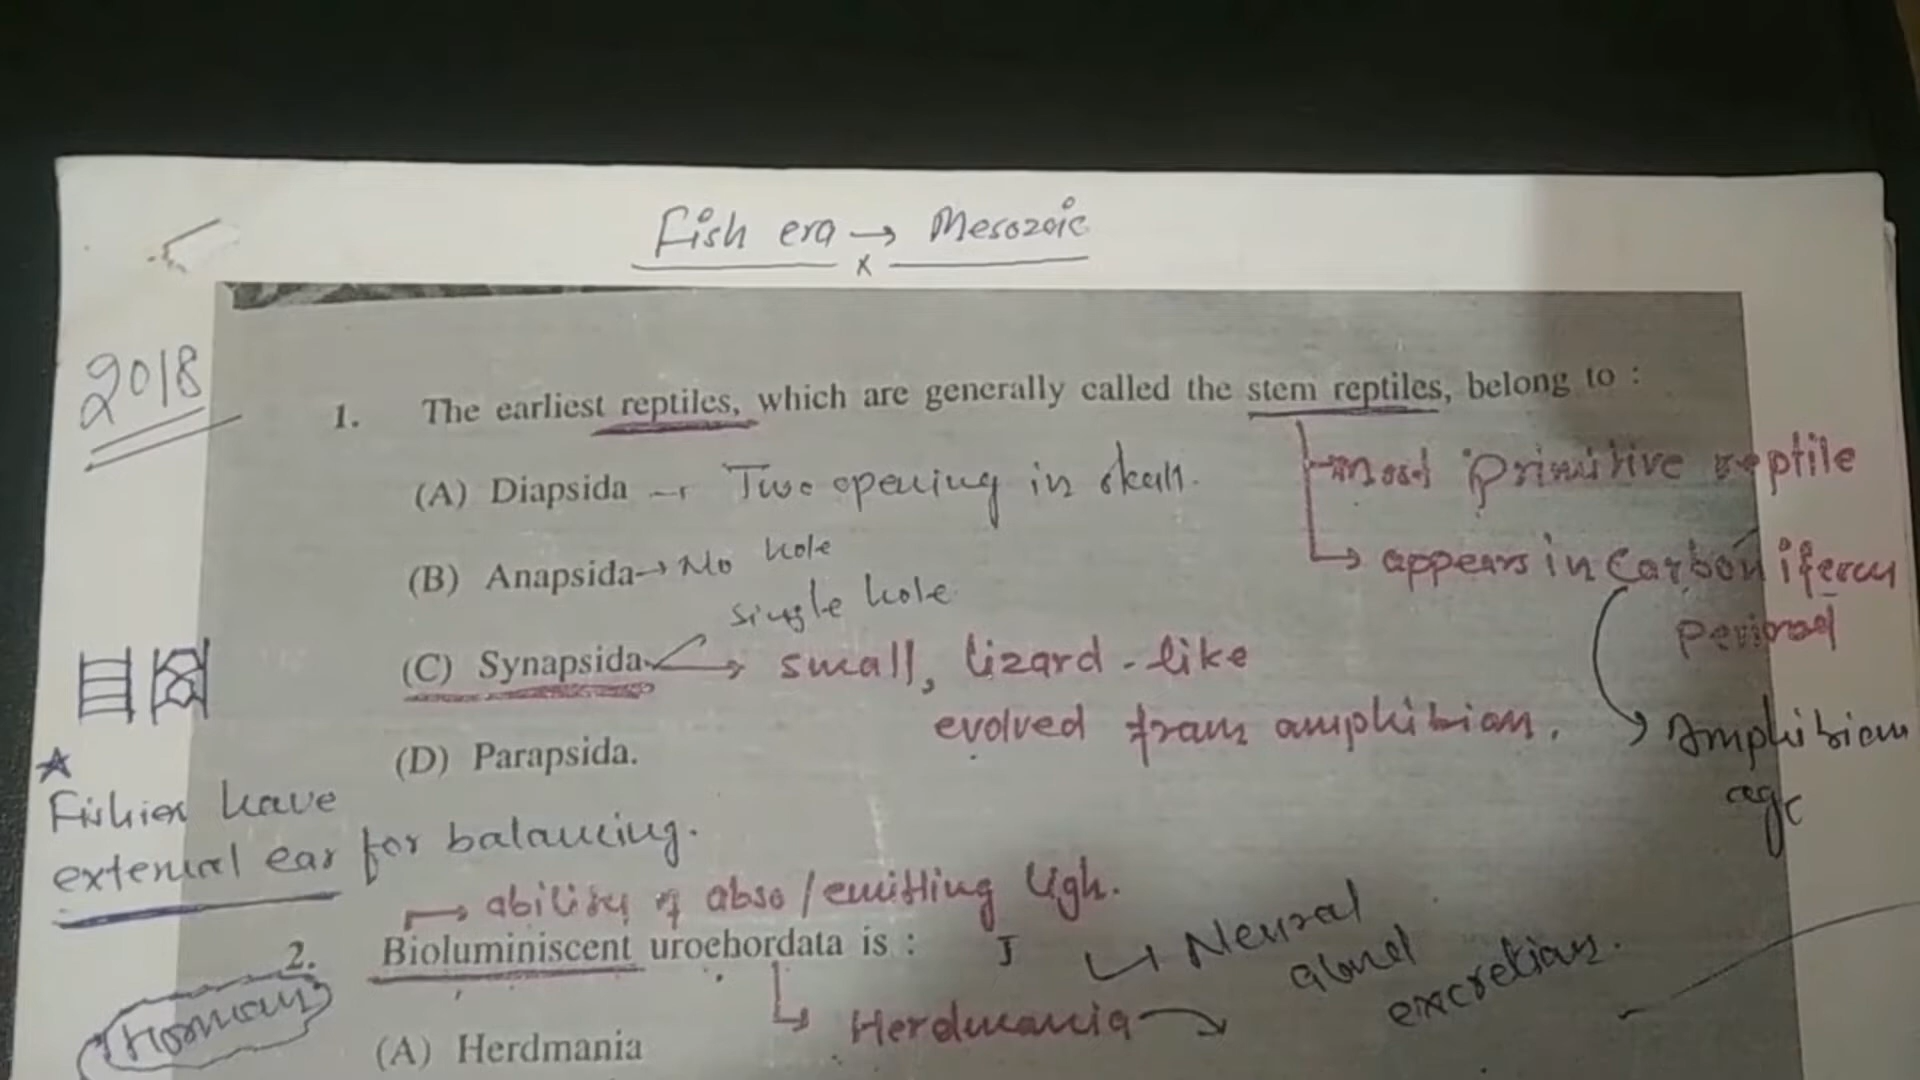 Fish era → Mesozoic
x
2018
1. The earliest reptiles, which are generally called the stem reptiles, belong to :
(A) Diapsida → Two opening in skull.
most primitive reptile
(B) Anapsida → No hole
appears in Carboniferous
period
Amphibian
age
single hole
(C) Synapsida → small, lizard-like
evolved from amphibian.
(D) Parapsida.
Fishies have
external ear for balancing.
→ ability of abso/emitting ligh.
2. Bioluminiscent urochordata is :
→ Neural
gland
excretion.
Herdmania
(A) Herdmania